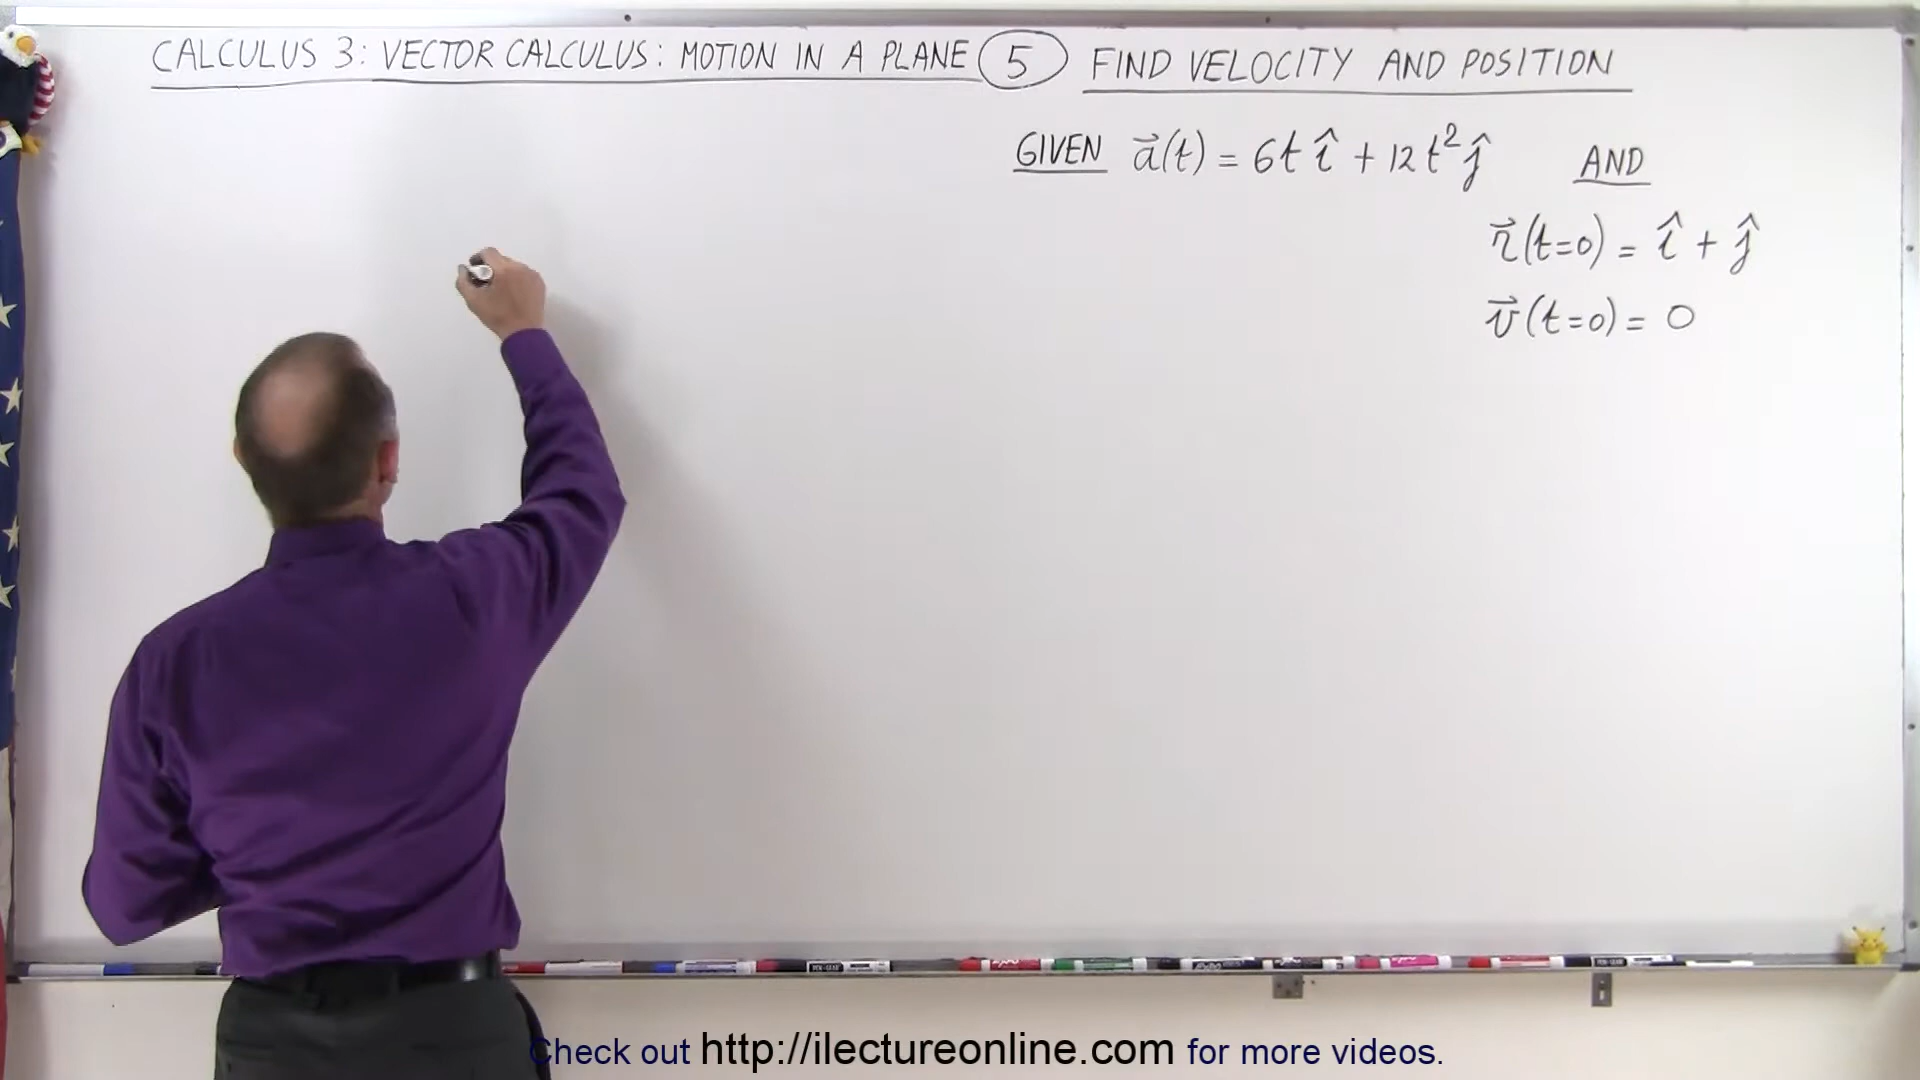 CALCULUS 3: VECTOR CALCULUS: MOTION IN A PLANE 5 FIND VELOCITY AND POSITION
GIVEN a⃗(t) = 6t î + 12t² ĵ AND
r⃗(t=0) = î + ĵ
v⃗(t=0) = 0
Check out http://ilectureonline.com for more videos.